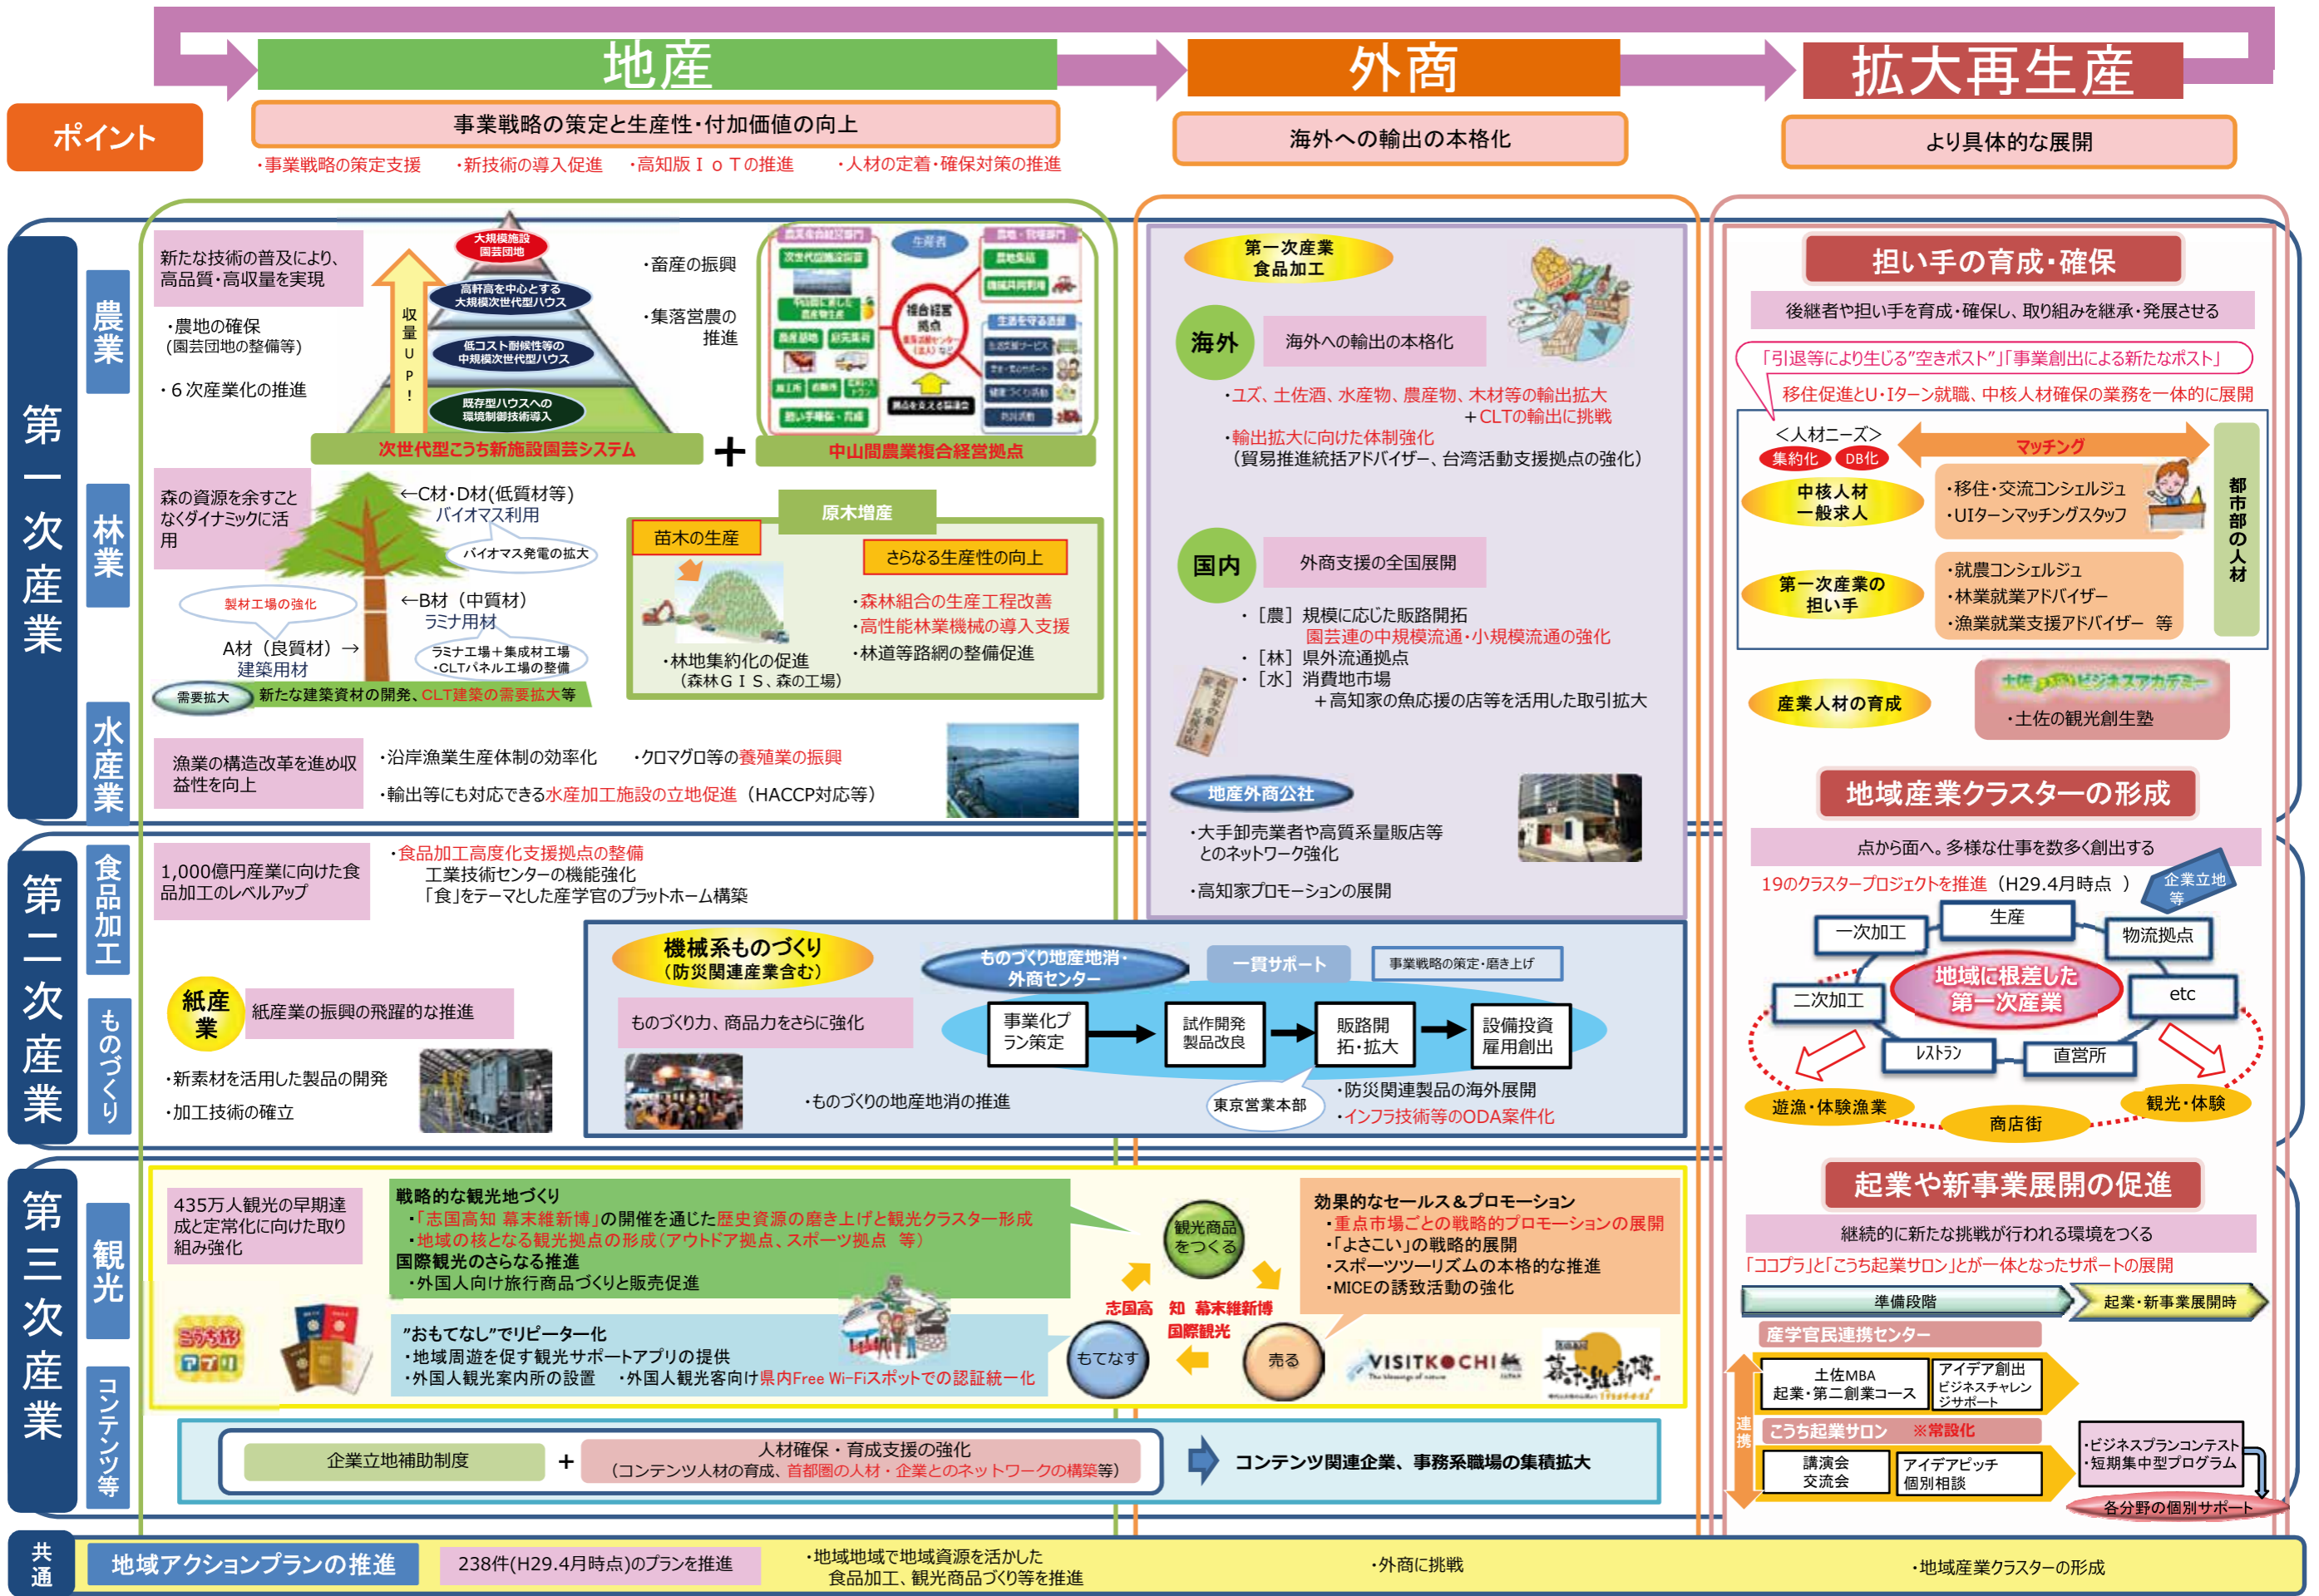 地産
外商
拡大再生産
ポイント
事業戦略の策定と生産性・付加価値の向上
海外への輸出の本格化
より具体的な展開
・事業戦略の策定支援
・新技術の導入促進
・高知版ＩｏＴの推進
・人材の定着・確保対策の推進
第一次産業
農業
新たな技術の普及により、
高品質・高収量を実現
・農地の確保
(園芸団地の整備等)
・６次産業化の推進
収量ＵＰ！
大規模施設
園芸団地
高軒高を中心とする
大規模次世代型ハウス
低コスト耐候性等の
中規模次世代型ハウス
既存型ハウスへの
環境制御技術導入
次世代型こうち新施設園芸システム
・畜産の振興
・集落営農の
推進
＋
生産者
複合経営
拠点
農地集積
機械共同利用
生活を守る活動
拠点を支える協議会
担い手確保・育成
中山間農業複合経営拠点
林業
森の資源を余すこと
なくダイナミックに活
用
←C材・D材(低質材等)
バイオマス利用
バイオマス発電の拡大
製材工場の強化
←B材（中質材）
ラミナ用材
A材（良質材）→
建築用材
ラミナ工場＋集成材工場
・CLTパネル工場の整備
需要拡大
新たな建築資材の開発、CLT建築の需要拡大等
原木増産
苗木の生産
さらなる生産性の向上
・森林組合の生産工程改善
・高性能林業機械の導入支援
・林道等路網の整備促進
・林地集約化の促進
（森林ＧＩＳ、森の工場）
水産業
漁業の構造改革を進め収
益性を向上
・沿岸漁業生産体制の効率化
・クロマグロ等の養殖業の振興
・輸出等にも対応できる水産加工施設の立地促進（HACCP対応等）
第一次産業
食品加工
海外
海外への輸出の本格化
・ユズ、土佐酒、水産物、農産物、木材等の輸出拡大
＋CLTの輸出に挑戦
・輸出拡大に向けた体制強化
（貿易推進統括アドバイザー、台湾活動支援拠点の強化）
国内
外商支援の全国展開
・［農］規模に応じた販路開拓
園芸連の中規模流通・小規模流通の強化
・［林］県外流通拠点
・［水］消費地市場
＋高知家の魚応援の店等を活用した取引拡大
高知家の魚
応援の店
地産外商公社
・大手卸売業者や高質系量販店等
とのネットワーク強化
・高知家プロモーションの展開
担い手の育成・確保
後継者や担い手を育成・確保し、取り組みを継承・発展させる
「引退等により生じる”空きポスト”」「事業創出による新たなポスト」
移住促進とU・Iターン就職、中核人材確保の業務を一体的に展開
＜人材ニーズ＞
集約化
DB化
マッチング
中核人材
一般求人
・移住・交流コンシェルジュ
・UIターンマッチングスタッフ
第一次産業の
担い手
・就農コンシェルジュ
・林業就業アドバイザー
・漁業就業支援アドバイザー 等
都市部の人材
産業人材の育成
土佐まるごとビジネスアカデミー
・土佐の観光創生塾
地域産業クラスターの形成
点から面へ。多様な仕事を数多く創出する
19のクラスタープロジェクトを推進（H29.4月時点 ）
企業立地
等
生産
一次加工
物流拠点
地域に根差した
第一次産業
二次加工
etc
ﾚｽﾄﾗﾝ
直営所
遊漁・体験漁業
商店街
観光・体験
第二次産業
食品加工
1,000億円産業に向けた食
品加工のレベルアップ
・食品加工高度化支援拠点の整備
工業技術センターの機能強化
「食」をテーマとした産学官のプラットホーム構築
ものづくり
紙産
業
紙産業の振興の飛躍的な推進
・新素材を活用した製品の開発
・加工技術の確立
機械系ものづくり
（防災関連産業含む）
ものづくり力、商品力をさらに強化
・ものづくりの地産地消の推進
ものづくり地産地消・
外商センター
一貫サポート
事業戦略の策定・磨き上げ
事業化プ
ラン策定
試作開発
製品改良
販路開
拓・拡大
設備投資
雇用創出
東京営業本部
・防災関連製品の海外展開
・インフラ技術等のODA案件化
第三次産業
観光
435万人観光の早期達
成と定常化に向けた取り
組み強化
こうち旅
アプリ
戦略的な観光地づくり
・「志国高知 幕末維新博」の開催を通じた歴史資源の磨き上げと観光クラスター形成
・地域の核となる観光拠点の形成（アウトドア拠点、スポーツ拠点 等）
国際観光のさらなる推進
・外国人向け旅行商品づくりと販売促進
”おもてなし”でリピーター化
・地域周遊を促す観光サポートアプリの提供
・外国人観光案内所の設置 ・外国人観光客向け県内Free Wi-Fiスポットでの認証統一化
観光商品
をつくる
志国高　知 幕末維新博
国際観光
もてなす
売る
効果的なセールス＆プロモーション
・重点市場ごとの戦略的プロモーションの展開
・「よさこい」の戦略的展開
・スポーツツーリズムの本格的な推進
・MICEの誘致活動の強化
VISITKOCHI
幕末維新博
コンテンツ等
企業立地補助制度
＋
人材確保・育成支援の強化
（コンテンツ人材の育成、首都圏の人材・企業とのネットワークの構築等）
コンテンツ関連企業、事務系職場の集積拡大
起業や新事業展開の促進
継続的に新たな挑戦が行われる環境をつくる
「ココプラ」と「こうち起業サロン」とが一体となったサポートの展開
準備段階
起業・新事業展開時
産学官民連携センター
土佐MBA
起業・第二創業コース
アイデア創出
ビジネスチャレン
ジサポート
連携
こうち起業サロン ※常設化
講演会
交流会
アイデアピッチ
個別相談
・ビジネスプランコンテスト
・短期集中型プログラム
各分野の個別サポート
共通
地域アクションプランの推進
238件(H29.4月時点)のプランを推進
・地域地域で地域資源を活かした
食品加工、観光商品づくり等を推進
・外商に挑戦
・地域産業クラスターの形成